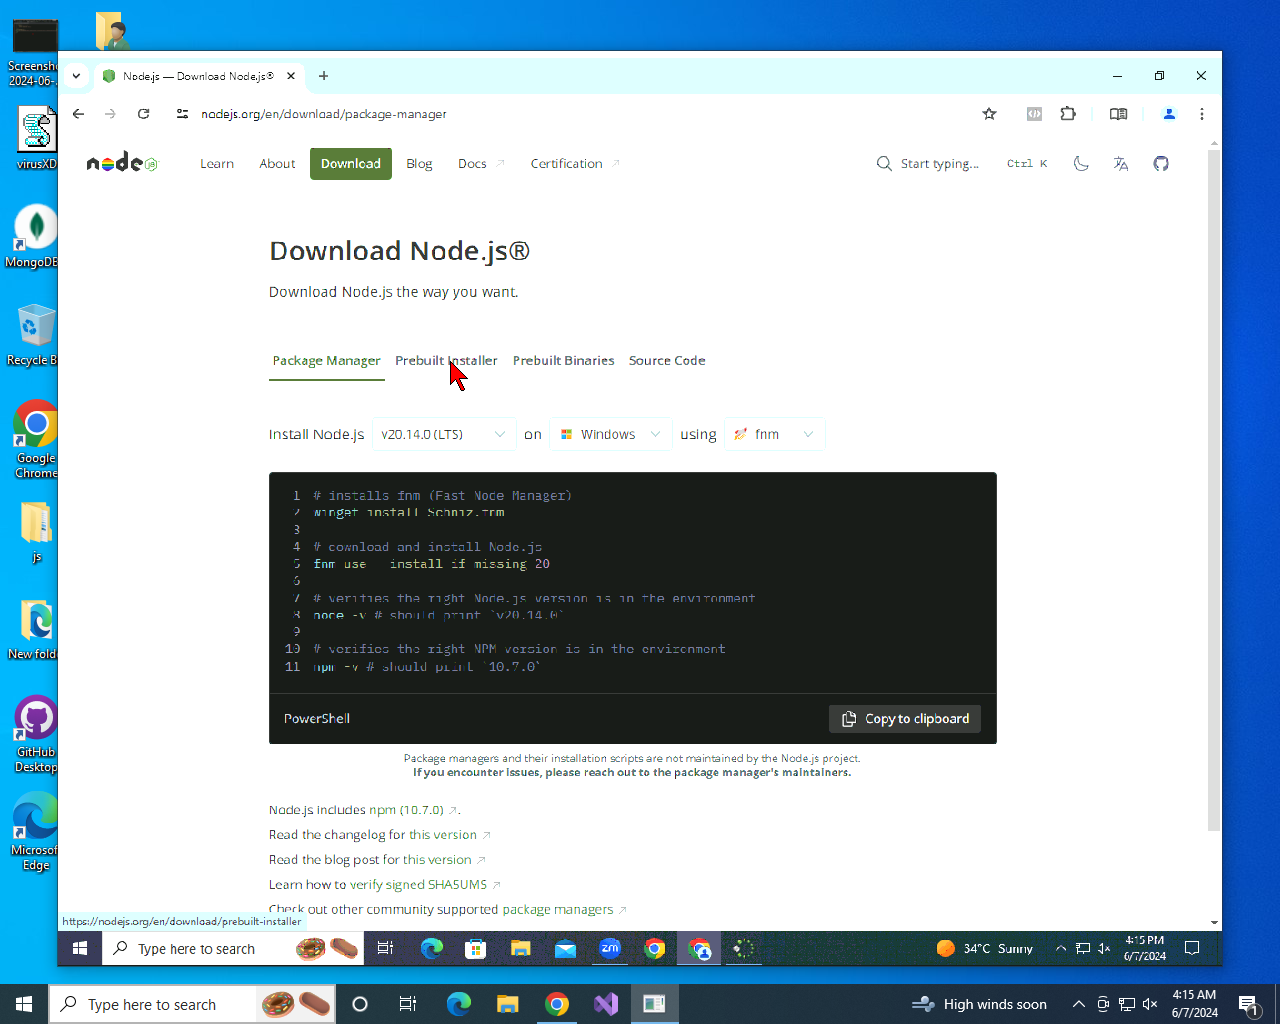 Screensho
2024-06-...
virusXD
MongoDB
Recycle B
Google
Chrome
js
New folde
GitHub
Desktop
Microsof
Edge
Node.js — Download Node.js®
nodejs.org/en/download/package-manager
node
Learn
About
Download
Blog
Docs
Certification
Start typing...
Ctrl K
Download Node.js®
Download Node.js the way you want.
Package Manager
Prebuilt Installer
Prebuilt Binaries
Source Code
Install Node.js v20.14.0 (LTS) on Windows using fnm
1 # installs fnm (Fast Node Manager)
2 winget install Schniz.fnm
3
4 # download and install Node.js
5 fnm use install if missing 20
6
7 # verifies the right Node.js version is in the environment
8 node -v # should print `v20.14.0`
9
10 # verifies the right NPM version is in the environment
11 npm -v # should print `10.7.0`
PowerShell
Copy to clipboard
Package managers and their installation scripts are not maintained by the Node.js project.
If you encounter issues, please reach out to the package manager's maintainers.
Node.js includes npm (10.7.0) .
Read the changelog for this version
Read the blog post for this version
Learn how to verify signed SHASUMS
Check out other community supported package managers
https://nodejs.org/en/download/prebuilt-installer
Type here to search
zm
34°C Sunny
4:15 PM
6/7/2024
Type here to search
High winds soon
4:15 AM
6/7/2024
1